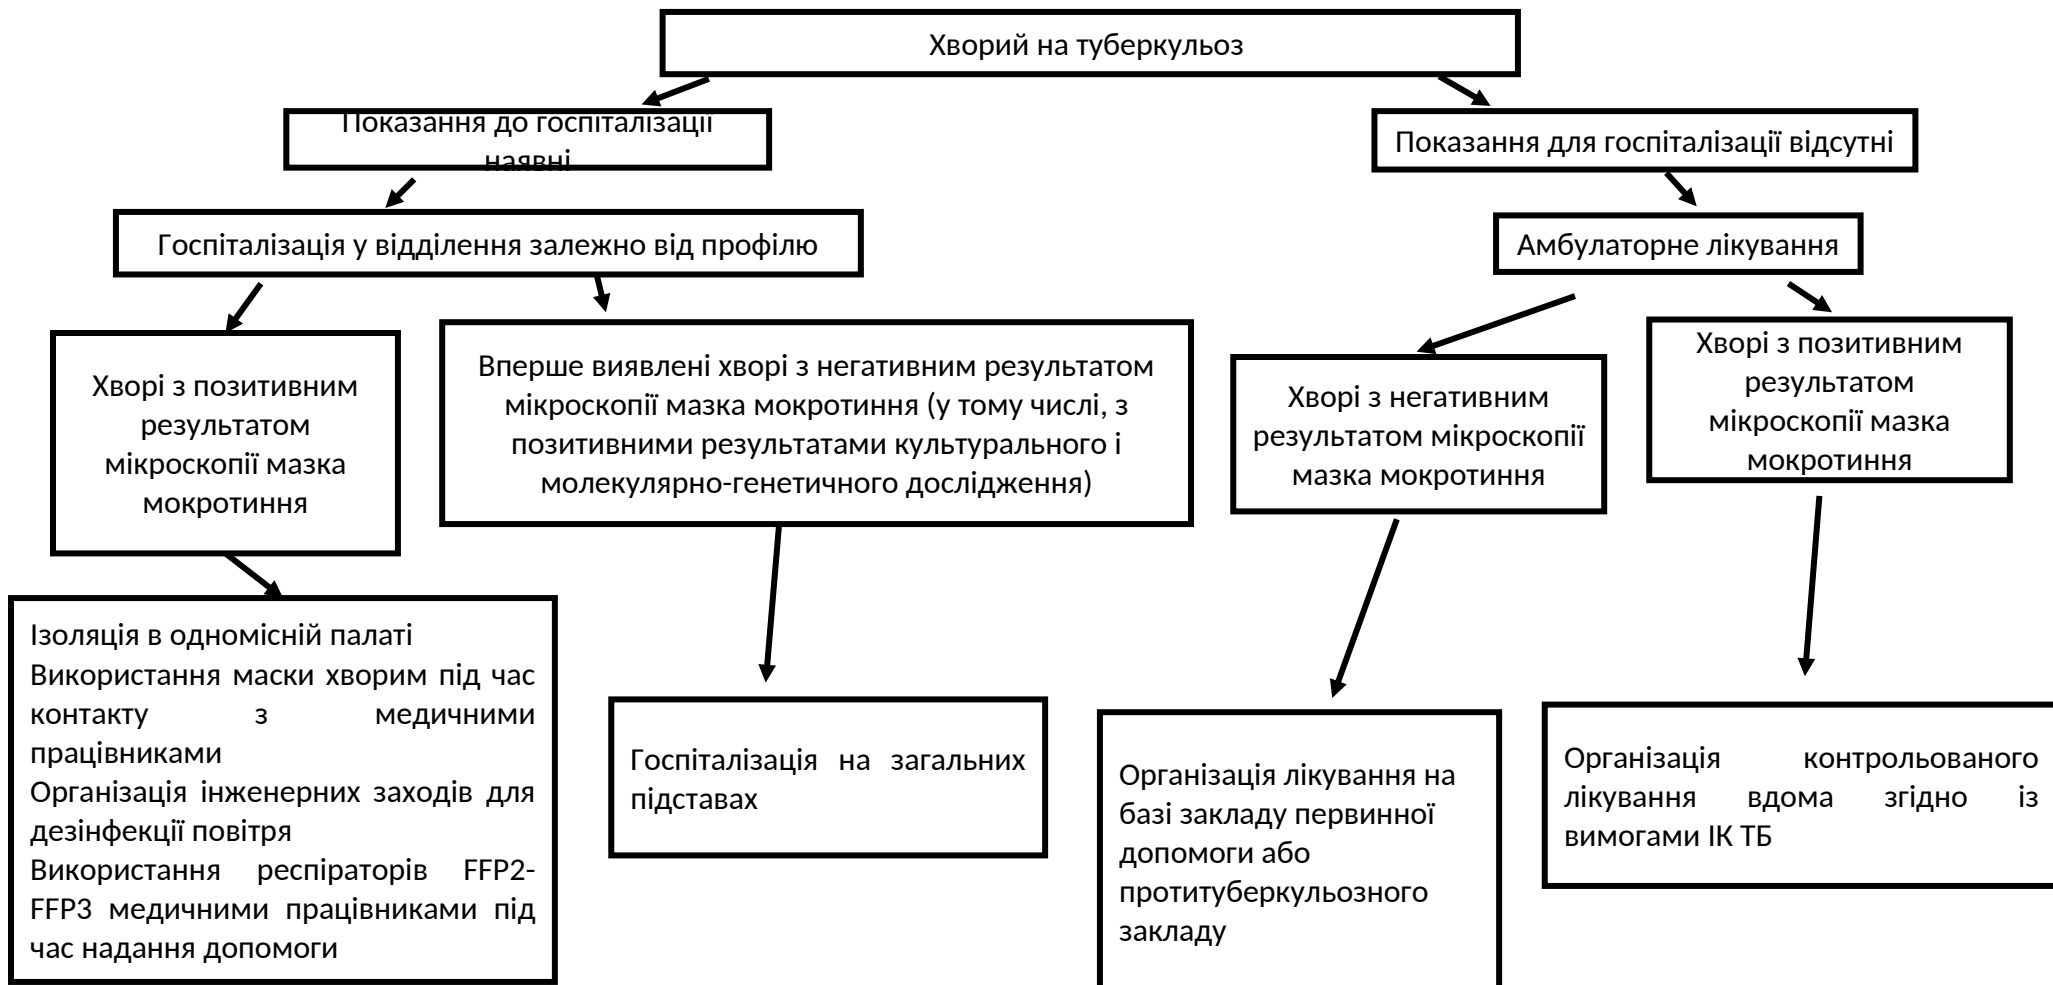 Хворий на туберкульоз
Показання до госпіталізації
наявні
Показання для госпіталізації відсутні
Госпіталізація у відділення залежно від профілю
Амбулаторне лікування
Хворі з позитивним
результатом
мікроскопії мазка
мокротиння
Вперше виявлені хворі з негативним результатом
мікроскопії мазка мокротиння (у тому числі, з
позитивними результатами культурального і
молекулярно-генетичного дослідження)
Хворі з негативним
результатом мікроскопії
мазка мокротиння
Хворі з позитивним
результатом
мікроскопії мазка
мокротиння
Ізоляція в одномісній палаті
Використання маски хворим під час
контакту з медичними
працівниками
Організація інженерних заходів для
дезінфекції повітря
Використання респіраторів FFP2-
FFP3 медичними працівниками під
час надання допомоги
Госпіталізація на загальних
підставах
Організація лікування на
базі закладу первинної
допомоги або
протитуберкульозного
закладу
Організація контрольованого
лікування вдома згідно із
вимогами ІК ТБ